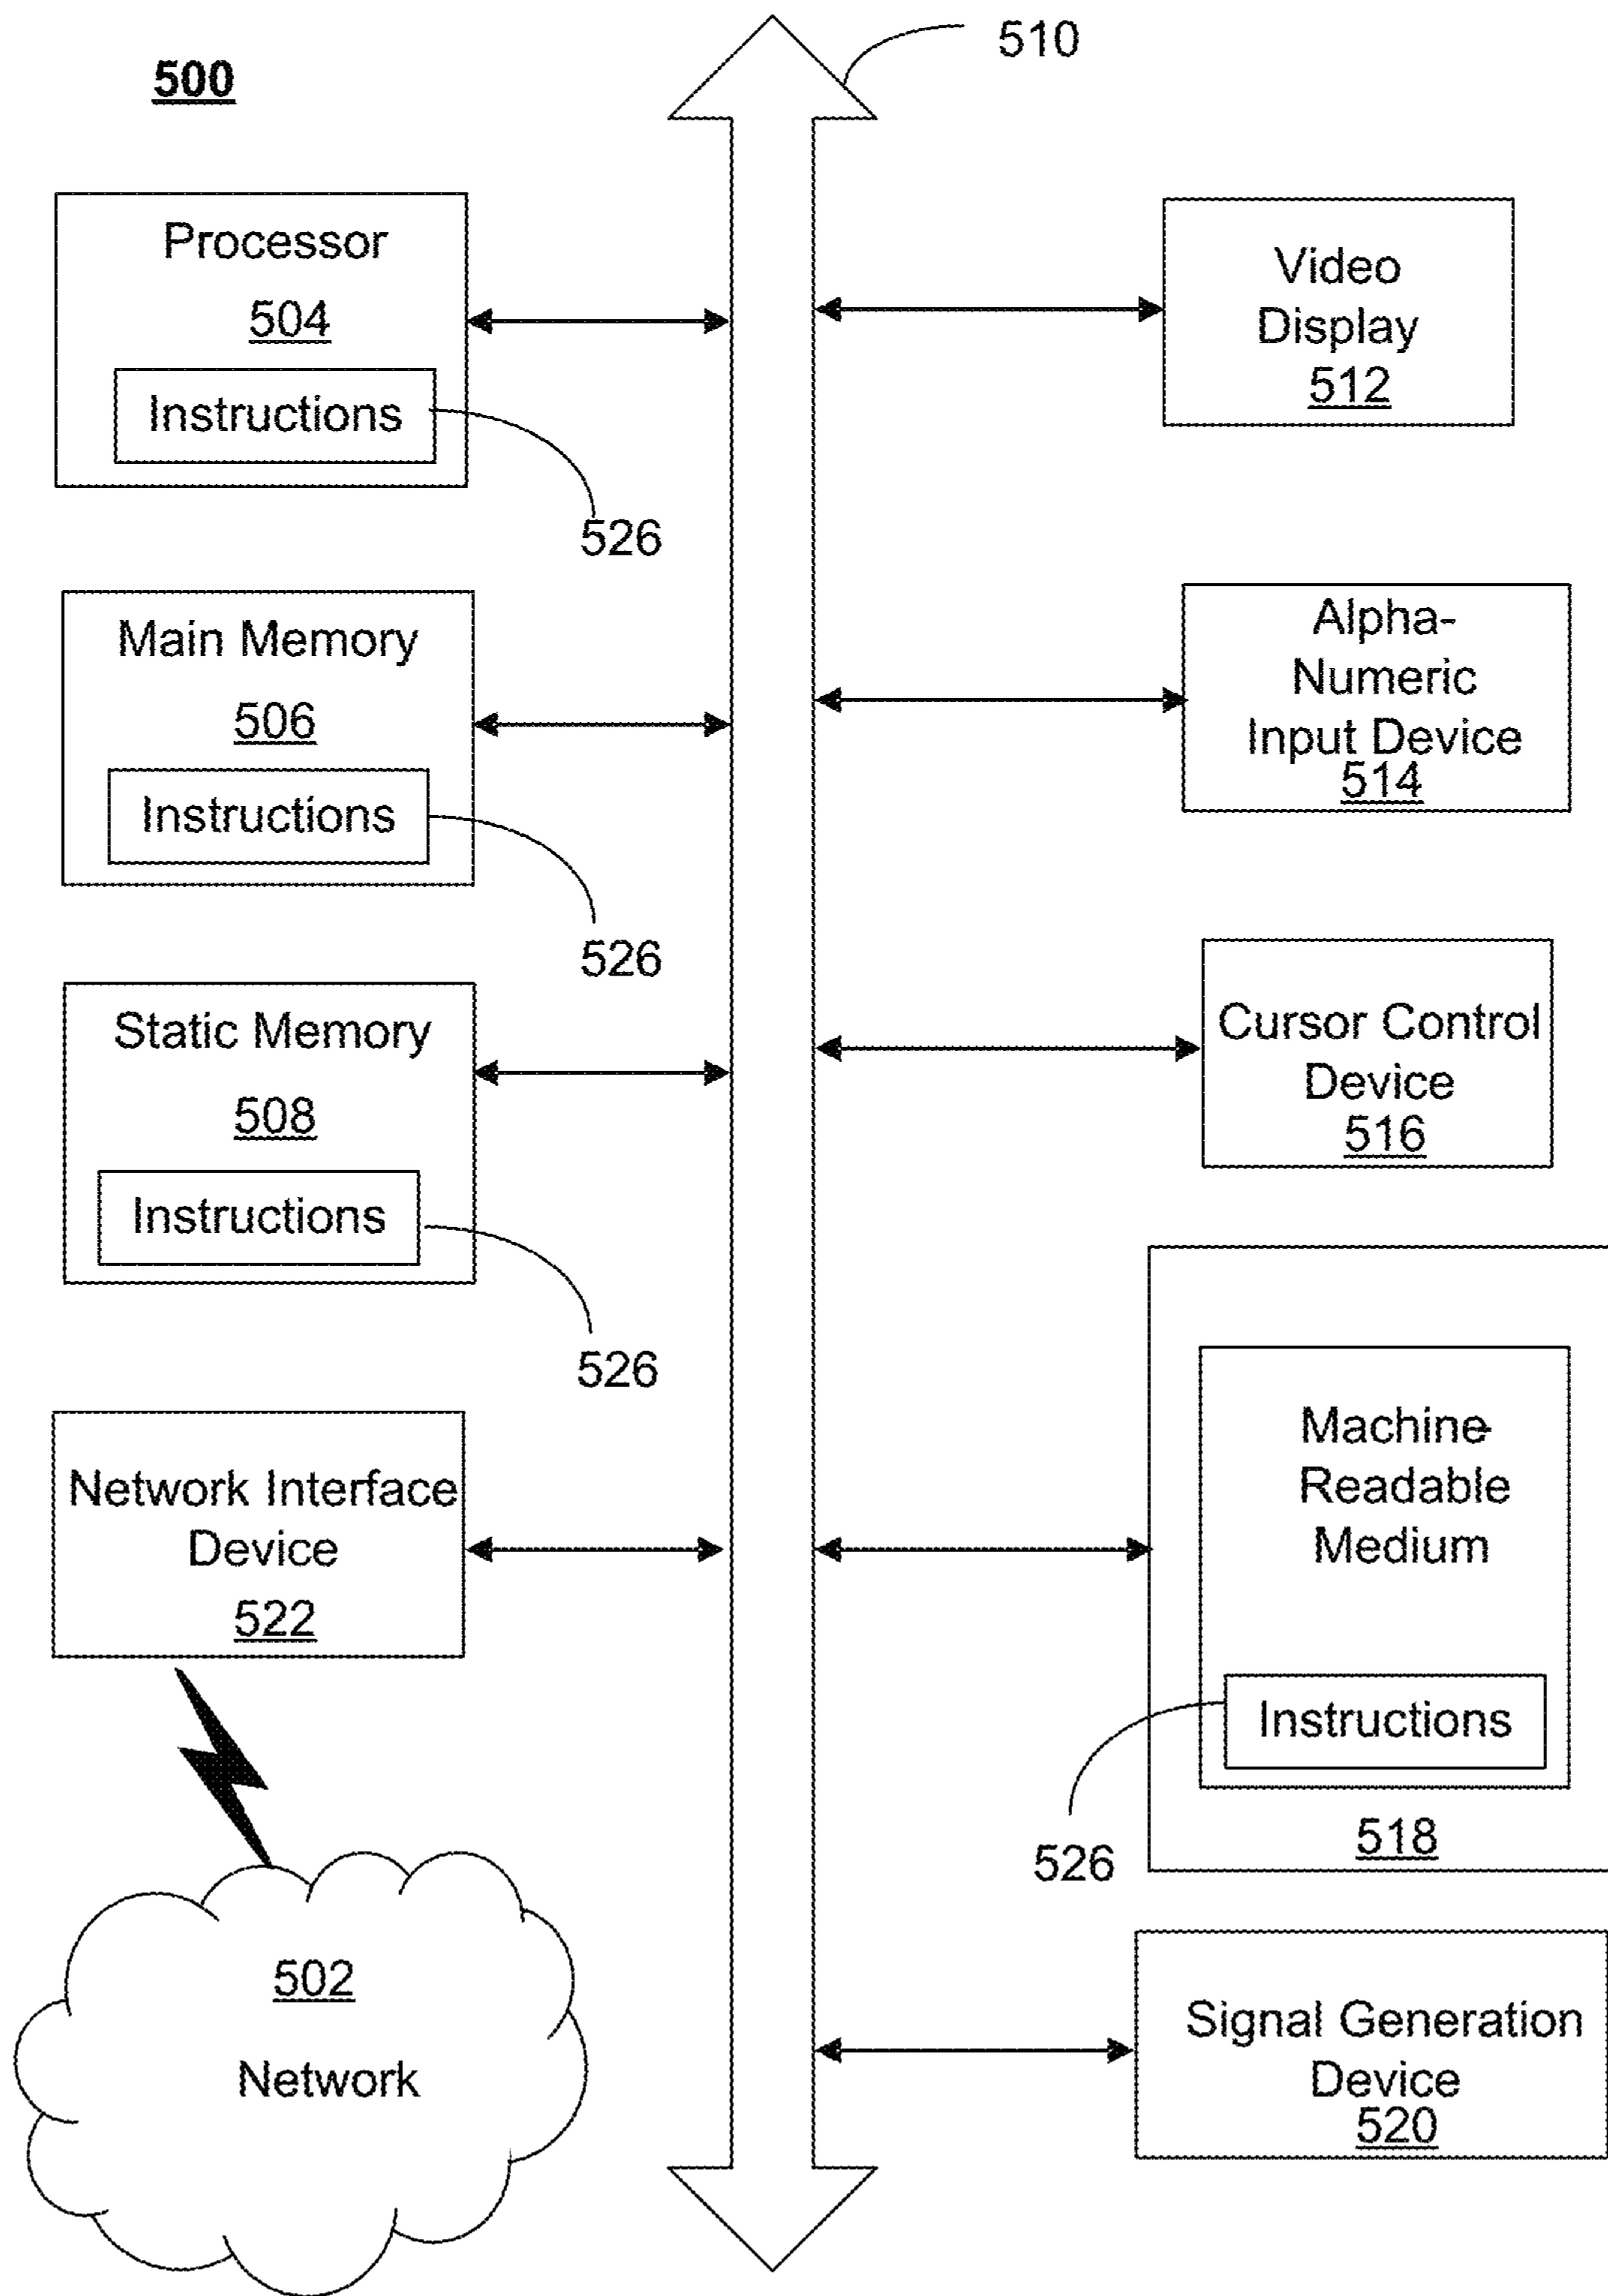 500
510
Processor
504
Instructions
526
Main Memory
506
Instructions
526
Static Memory
508
Instructions
526
Network Interface
Device
522
502
Network
Video
Display
512
Alpha-
Numeric
Input Device
514
Cursor Control
Device
516
Machine-
Readable
Medium
Instructions
526
518
Signal Generation
Device
520